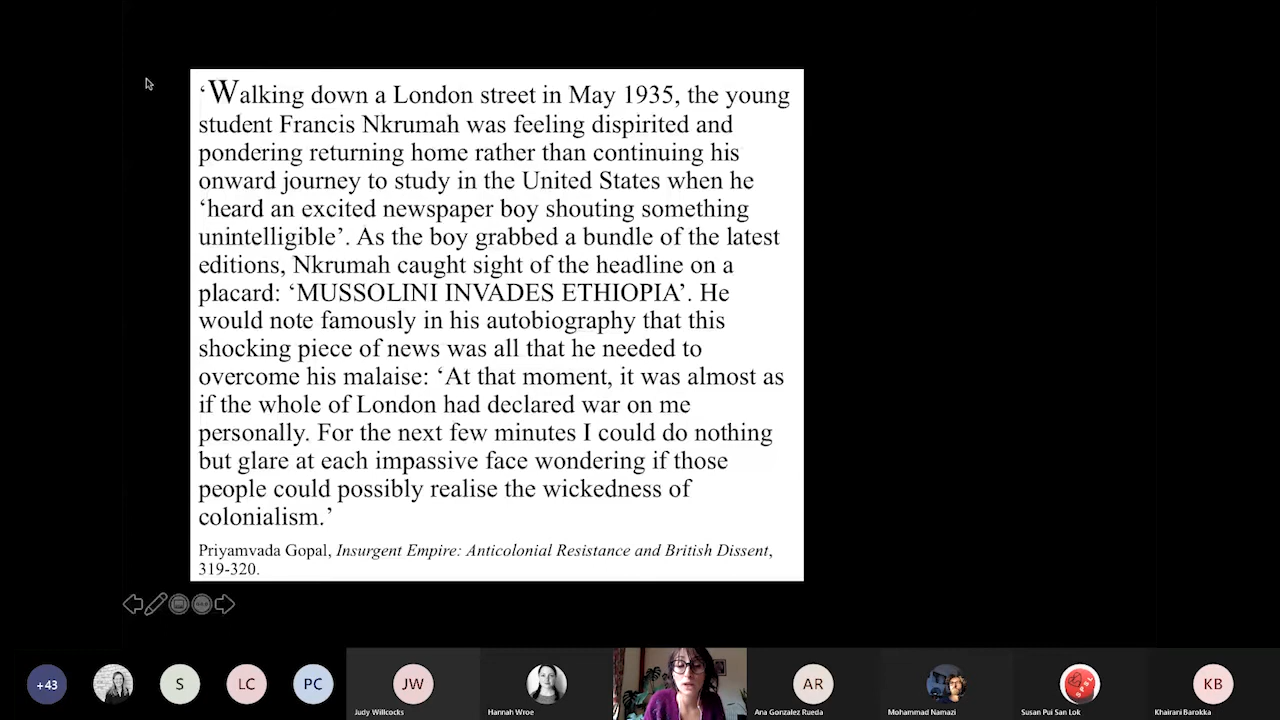 ‘Walking down a London street in May 1935, the young
student Francis Nkrumah was feeling dispirited and
pondering returning home rather than continuing his
onward journey to study in the United States when he
‘heard an excited newspaper boy shouting something
unintelligible’. As the boy grabbed a bundle of the latest
editions, Nkrumah caught sight of the headline on a
placard: ‘MUSSOLINI INVADES ETHIOPIA’. He
would note famously in his autobiography that this
shocking piece of news was all that he needed to
overcome his malaise: ‘At that moment, it was almost as
if the whole of London had declared war on me
personally. For the next few minutes I could do nothing
but glare at each impassive face wondering if those
people could possibly realise the wickedness of
colonialism.’
Priyamvada Gopal, Insurgent Empire: Anticolonial Resistance and British Dissent,
319-320.
+43
S
LC
PC
JW
AR
KB
Judy Willcocks
Hannah Wroe
Ana Gonzalez Rueda
Mohammad Namazi
Susan Pui San Lok
Khairani Barokka